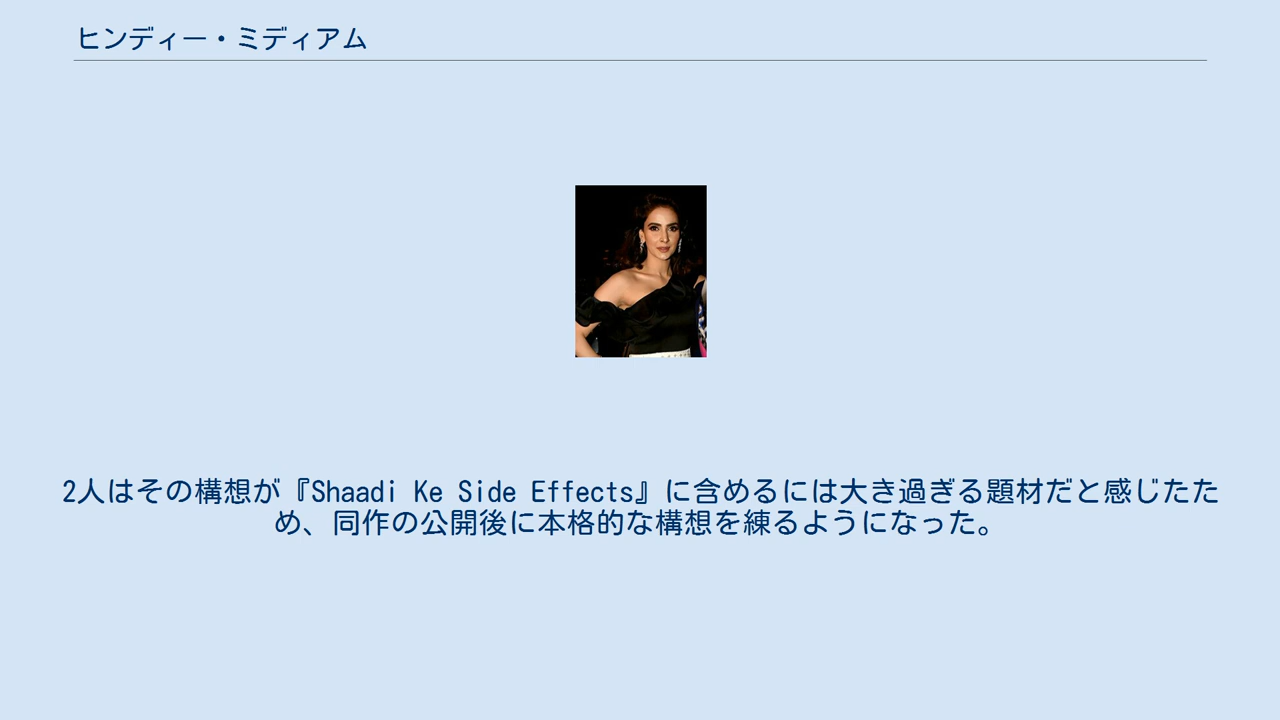 ヒンディー・ミディアム
2人はその構想が『Shaadi Ke Side Effects』に含めるには大き過ぎる題材だと感じたた
め、同作の公開後に本格的な構想を練るようになった。